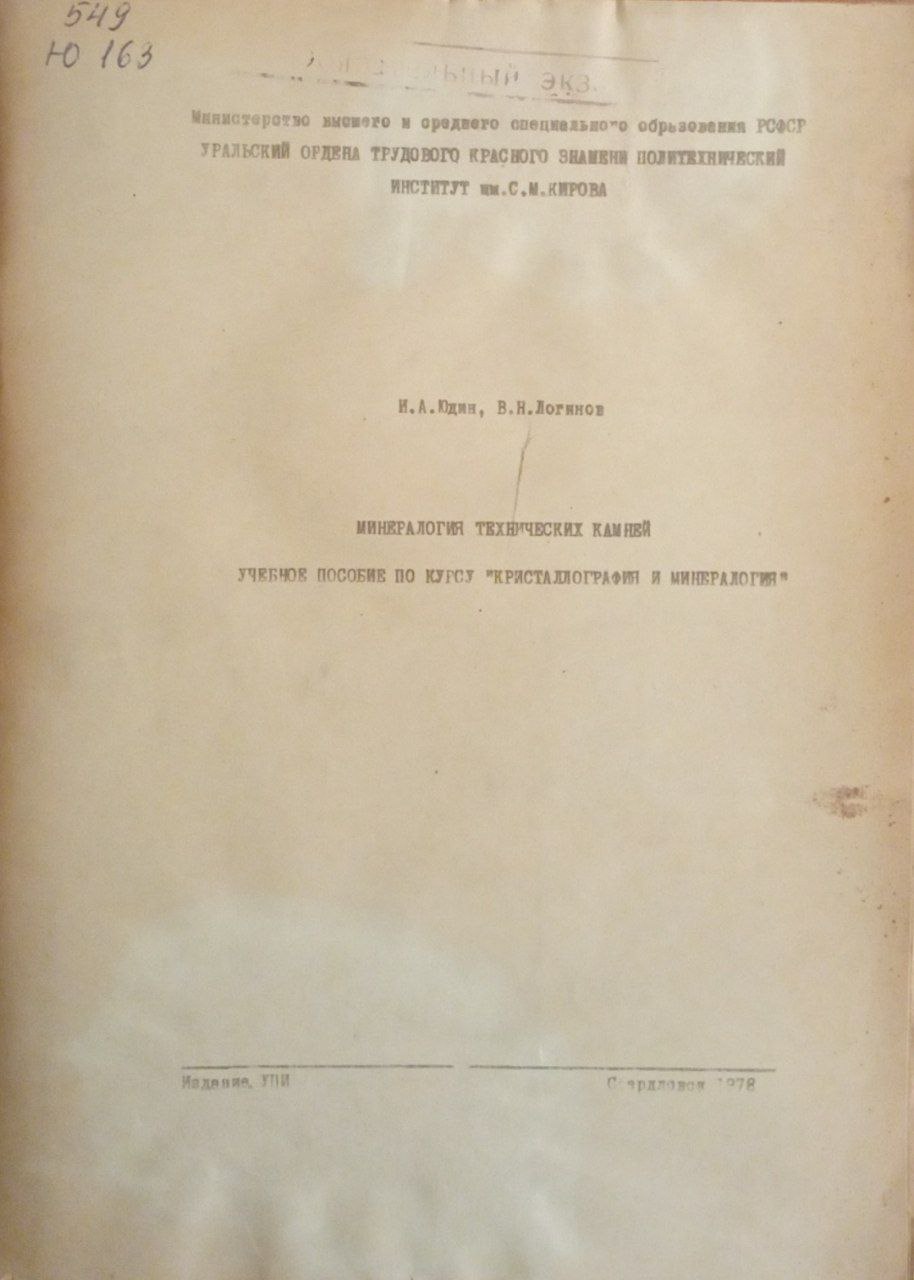 549
Ю 163
экз.
Министерство высшего и среднего специального образования РСФСР
УРАЛЬСКИЙ ОРДЕНА ТРУДОВОГО КРАСНОГО ЗНАМЕНИ ПОЛИТЕХНИЧЕСКИЙ
ИНСТИТУТ им.С.М.КИРОВА
И.А.Юдин, В.Н.Логинов
МИНЕРАЛОГИЯ ТЕХНИЧЕСКИХ КАМНЕЙ
УЧЕБНОЕ ПОСОБИЕ ПО КУРСУ "КРИСТАЛЛОГРАФИЯ И МИНЕРАЛОГИЯ"
Издание УПИ
Свердловск 1978